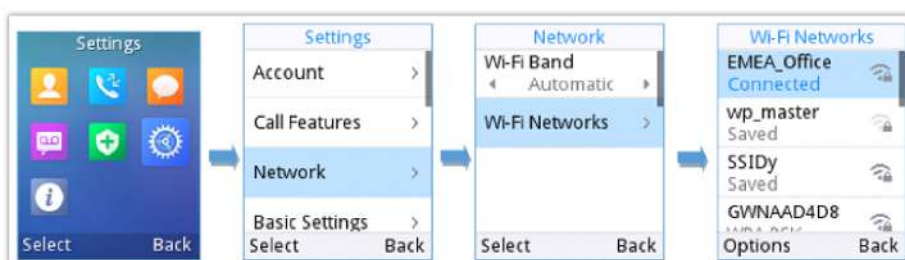 Settings
Select Back
Settings
Account
Call Features
Network
Basic Settings
Select Back
Network
Wi-Fi Band
Automatic
Wi-Fi Networks
Select Back
Wi-Fi Networks
EMEA_Office
Connected
wp_master
Saved
SSIDy
Saved
GWNAAD4D8
Options Back